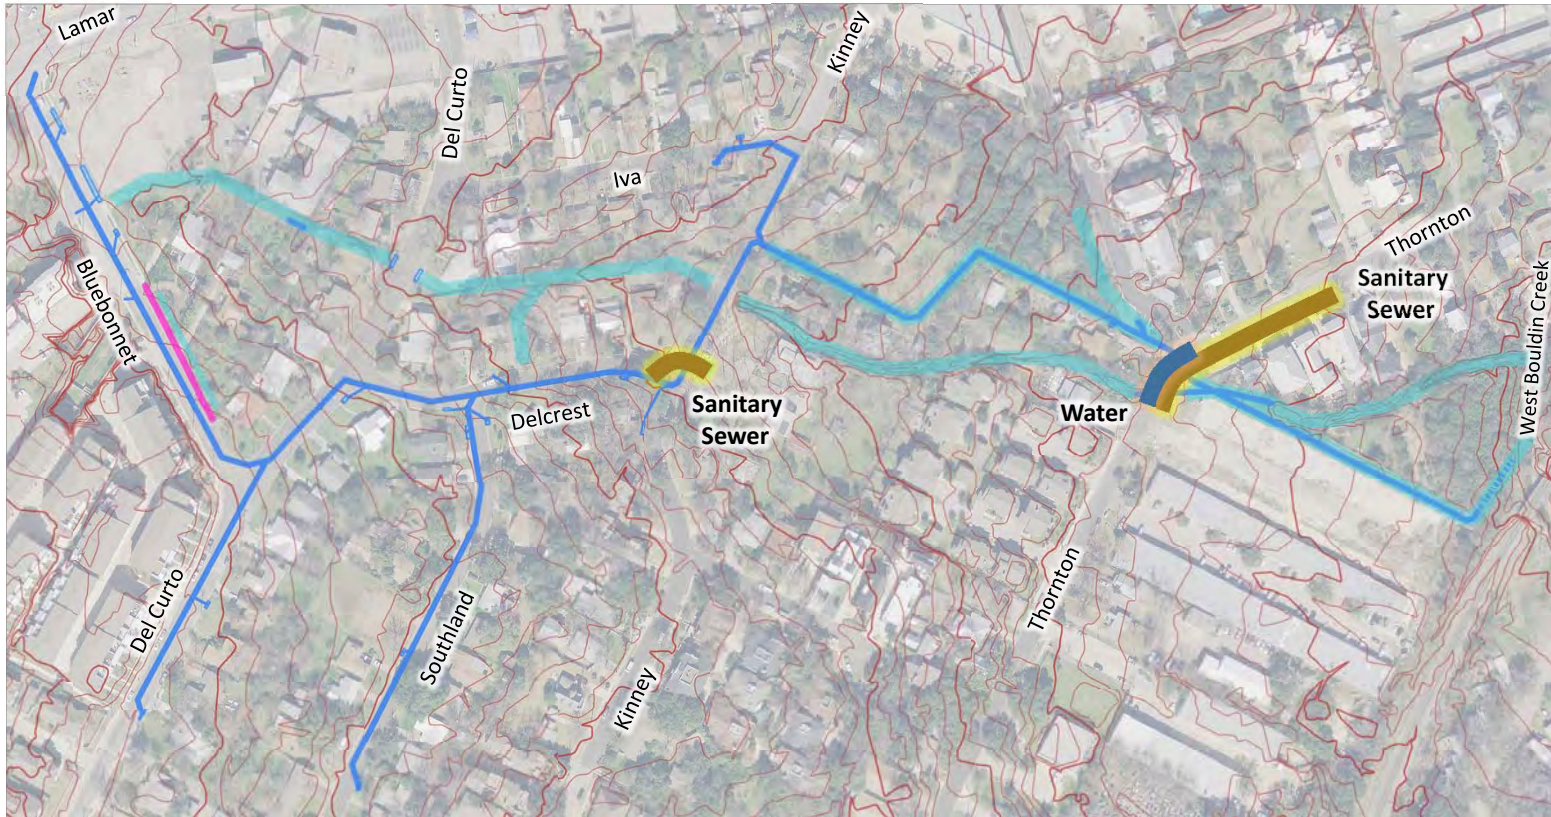 Lamar
Kinney
Del Curto
Iva
Thornton
Sanitary
Sewer
Bluebonnet
West Bouldin Creek
Sanitary
Sewer
Water
Delcrest
Del Curto
Southland
Thornton
Kinney